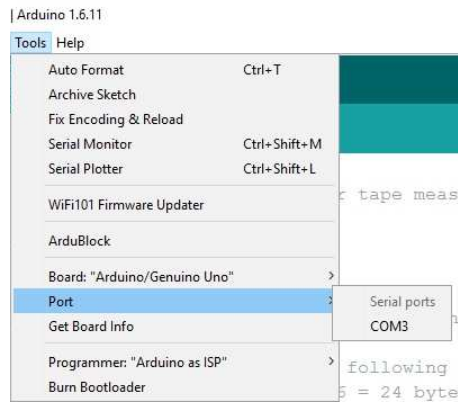 | Arduino 1.6.11
Tools Help
Auto Format Ctrl+T
Archive Sketch
Fix Encoding & Reload
Serial Monitor Ctrl+Shift+M
Serial Plotter Ctrl+Shift+L
r tape meas
WiFi101 Firmware Updater
ArduBlock
Board: "Arduino/Genuino Uno" >
Port >
Serial ports
Get Board Info
COM3
Programmer: "Arduino as ISP" >
following
Burn Bootloader
6 = 24 byte